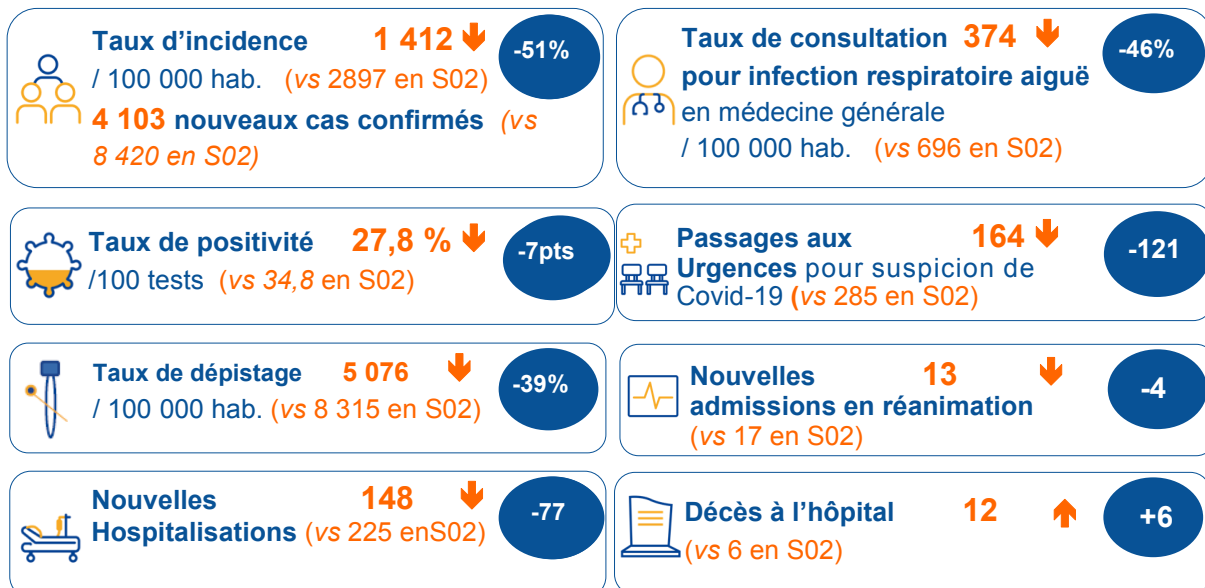 Taux d'incidence 1 412 -51%
/ 100 000 hab. (vs 2897 en S02)
4 103 nouveaux cas confirmés (vs
8 420 en S02)
Taux de consultation 374 -46%
pour infection respiratoire aiguë
en médecine générale
/ 100 000 hab. (vs 696 en S02)
Taux de positivité 27,8 % -7pts
/100 tests (vs 34,8 en S02)
Passages aux 164 -121
Urgences pour suspicion de
Covid-19 (vs 285 en S02)
Taux de dépistage 5 076 -39%
/ 100 000 hab. (vs 8 315 en S02)
Nouvelles 13 -4
admissions en réanimation
(vs 17 en S02)
Nouvelles 148 -77
Hospitalisations (vs 225 enS02)
Décès à l'hôpital 12 +6
(vs 6 en S02)